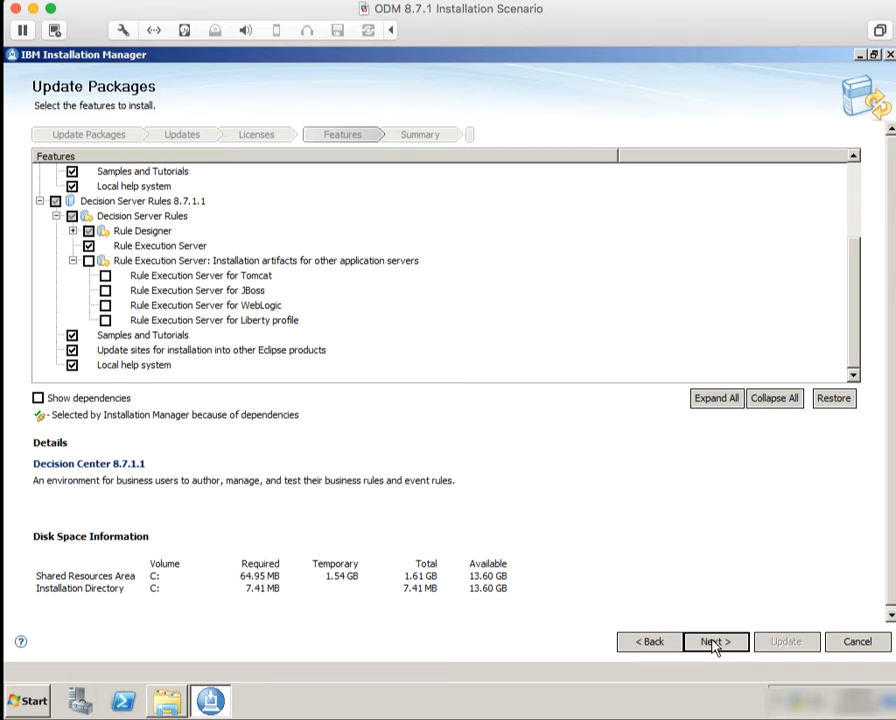 ODM 8.7.1 Installation Scenario
IBM Installation Manager
Update Packages
Select the features to install.
Update Packages Updates Licenses Features Summary
Features
Samples and Tutorials
Local help system
Decision Server Rules 8.7.1.1
Decision Server Rules
Rule Designer
Rule Execution Server
Rule Execution Server: Installation artifacts for other application servers
Rule Execution Server for Tomcat
Rule Execution Server for JBoss
Rule Execution Server for WebLogic
Rule Execution Server for Liberty profile
Samples and Tutorials
Update sites for installation into other Eclipse products
Local help system
Show dependencies
Expand All Collapse All Restore
- Selected by Installation Manager because of dependencies
Details
Decision Center 8.7.1.1
An environment for business users to author, manage, and test their business rules and event rules.
Disk Space Information
Volume Required Temporary Total Available
Shared Resources Area C: 64.95 MB 1.54 GB 1.61 GB 13.60 GB
Installation Directory C: 7.41 MB 7.41 MB 13.60 GB
? < Back Next > Update Cancel
Start